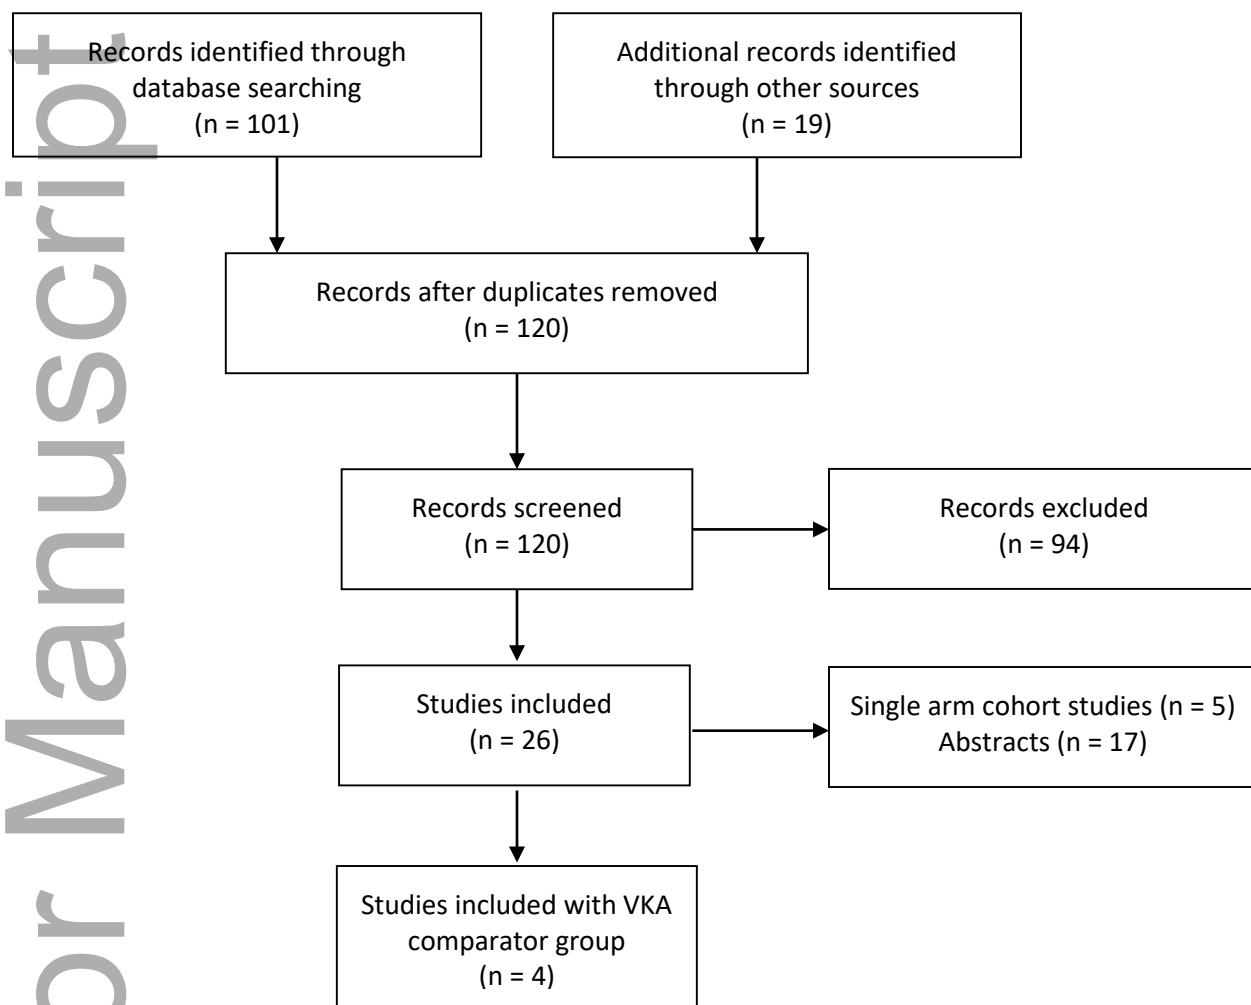 Records identified through
database searching
(n = 101)
Additional records identified
through other sources
(n = 19)
Records after duplicates removed
(n = 120)
Records screened
(n = 120)
Records excluded
(n = 94)
Studies included
(n = 26)
Single arm cohort studies (n = 5)
Abstracts (n = 17)
Studies included with VKA
comparator group
(n = 4)
or Manuscript